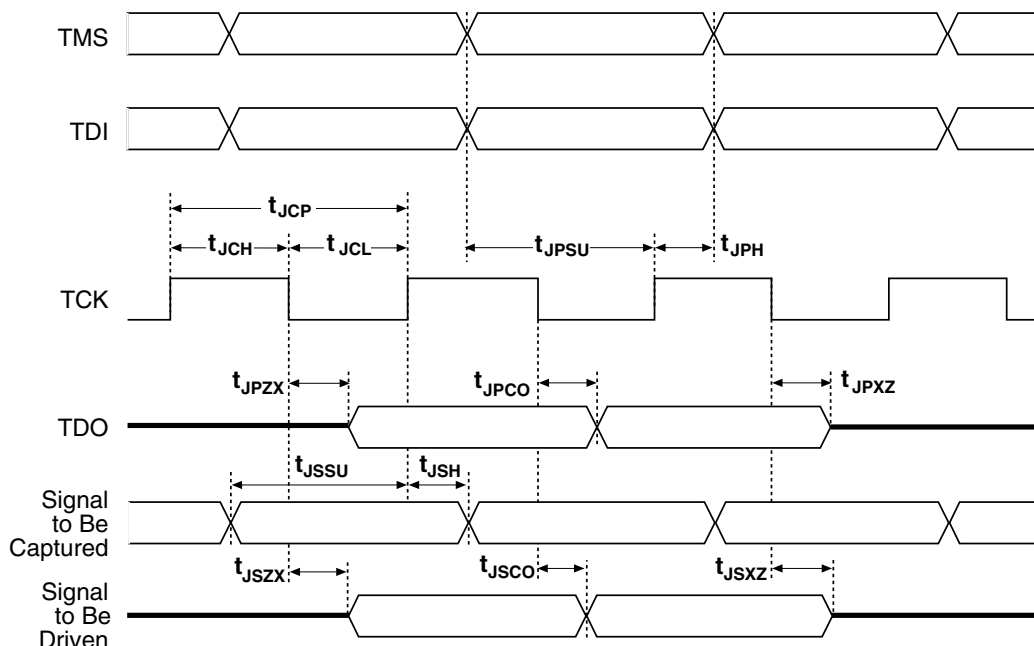 TMS
TDI
tJCP
tJCH
tJCL
tJPSU
tJPH
TCK
tJPZX
tJPCO
tJPXZ
TDO
tJSSU
tJSH
Signal
to Be
Captured
tJSZX
tJSCO
tJSXZ
Signal
to Be
Driven